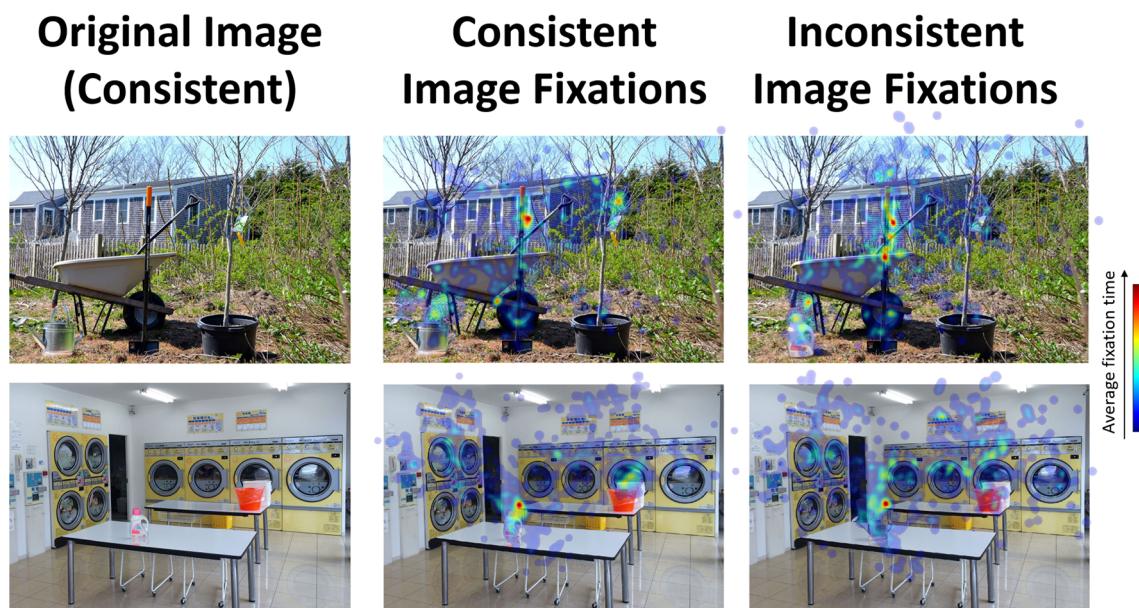 Original Image
(Consistent)
Consistent
Image Fixations
Inconsistent
Image Fixations
Average fixation time